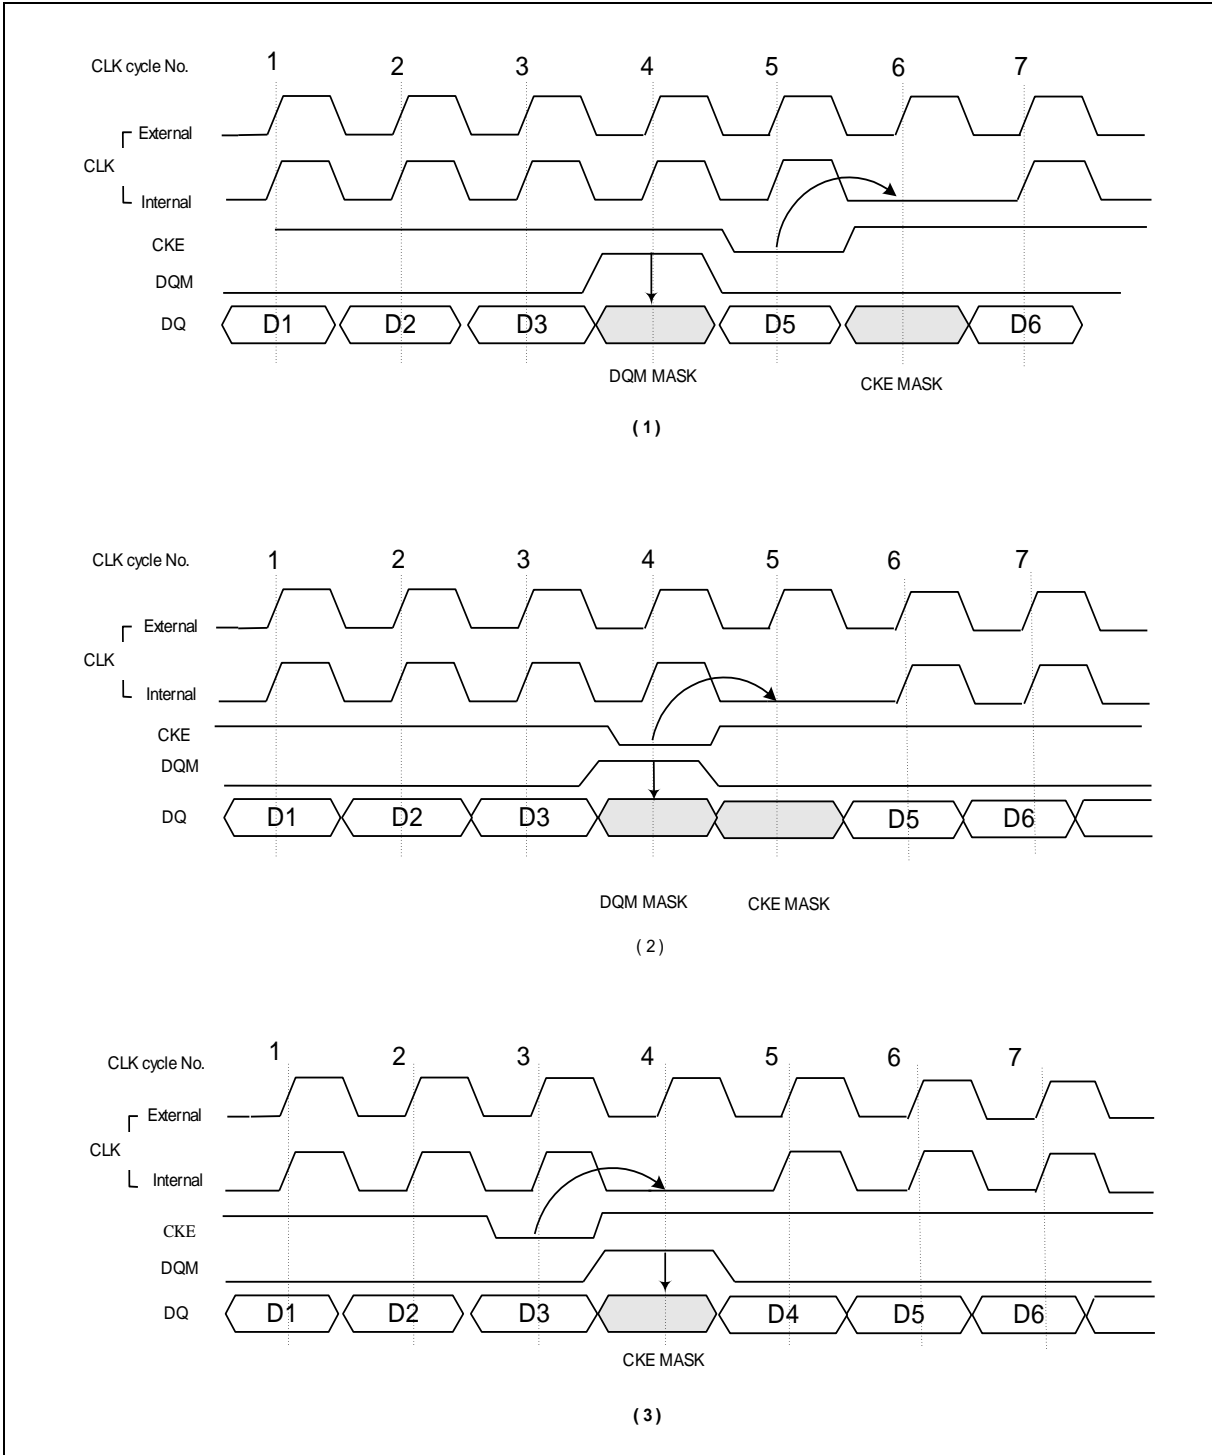 CLK cycle No. 1 2 3 4 5 6 7
External
CLK
Internal
CKE
DQM
DQ D1 D2 D3 D5 D6
DQM MASK CKE MASK
( 1 )
CLK cycle No. 1 2 3 4 5 6 7
External
CLK
Internal
CKE
DQM
DQ D1 D2 D3 D5 D6
DQM MASK CKE MASK
( 2 )
CLK cycle No. 1 2 3 4 5 6 7
External
CLK
Internal
CKE
DQM
DQ D1 D2 D3 D4 D5 D6
CKE MASK
( 3 )